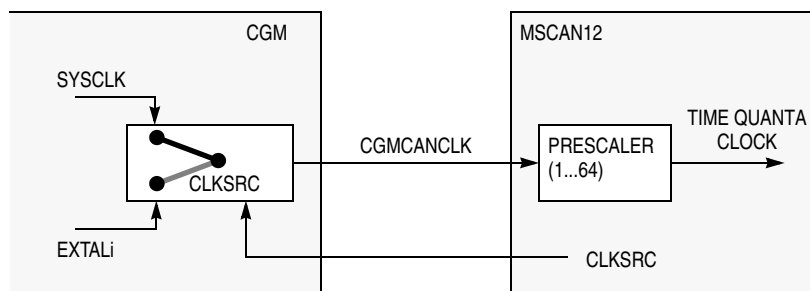 CGM
MSCAN12
SYSCLK
TIME QUANTA
CLOCK
CGMCANCLK
PRESCALER
(1...64)
CLKSRC
EXTALi
CLKSRC